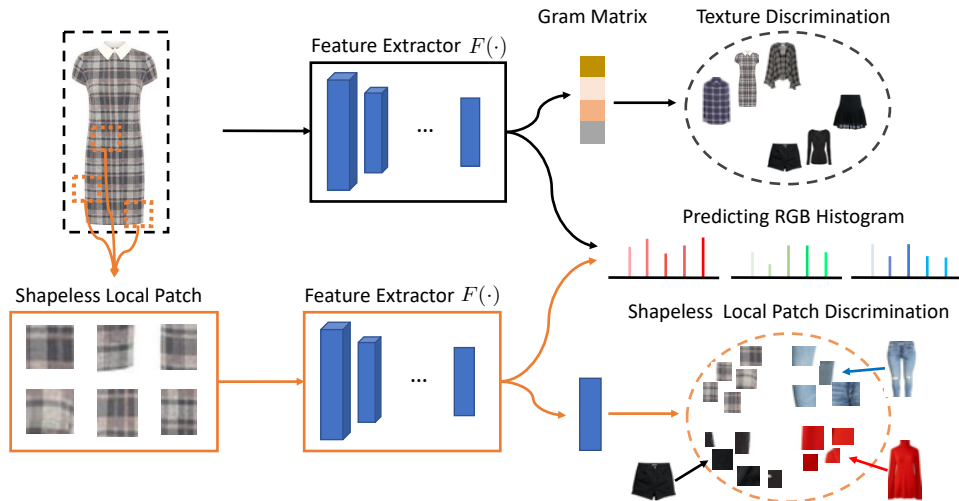 Gram Matrix
Texture Discrimination
Feature Extractor F(·)
...
Predicting RGB Histogram
Shapeless Local Patch
Feature Extractor F(·)
Shapeless Local Patch Discrimination
...